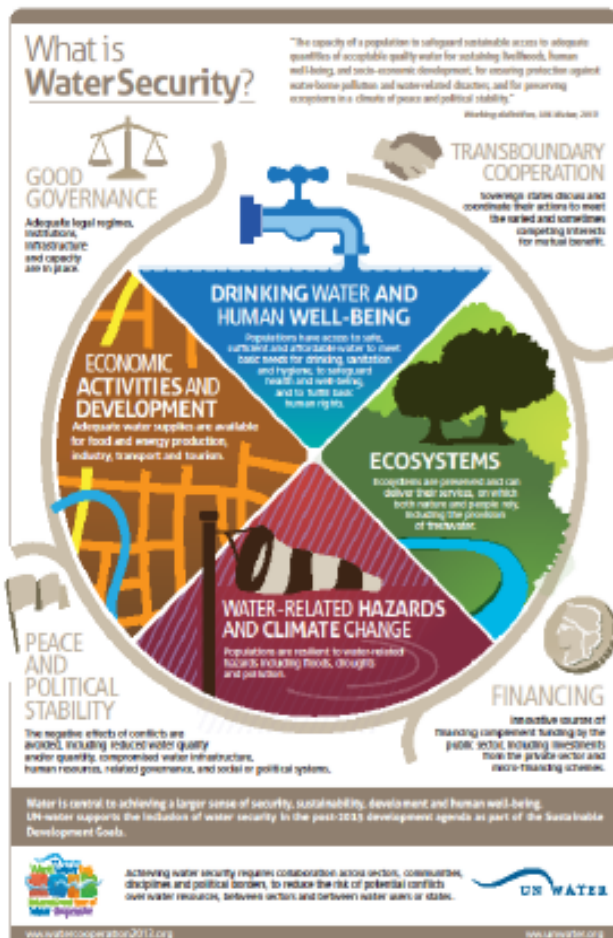 What is
Water Security?
"The capacity of a population to safeguard sustainable access to adequate
quantities of acceptable quality water for sustaining livelihoods, human
well-being, and socio-economic development, for ensuring protection against
water-borne pollution and water-related disasters, and for preserving
ecosystems in a climate of peace and political stability."
Working definition, UN-Water, 2013
GOOD
GOVERNANCE
Adequate legal regimes,
institutions,
infrastructure
and capacity
are in place.
TRANSBOUNDARY
COOPERATION
Sovereign states discuss and
coordinate their actions to meet
the varied and sometimes
competing interests
for mutual benefit.
DRINKING WATER AND
HUMAN WELL-BEING
Populations have access to safe,
sufficient and affordable water to meet
basic needs for drinking, sanitation
and hygiene, to safeguard
health and well-being,
and to fulfill basic
human rights.
ECONOMIC
ACTIVITIES AND
DEVELOPMENT
Adequate water supplies are available
for food and energy production,
industry, transport and tourism.
ECOSYSTEMS
Ecosystems are preserved and can
deliver their services, on which
both nature and people rely,
including the provision
of freshwater.
WATER-RELATED HAZARDS
AND CLIMATE CHANGE
Populations are resilient to water-related
hazards including floods, droughts
and pollution.
PEACE
AND
POLITICAL
STABILITY
The negative effects of conflicts are
avoided, including reduced water quality
and/or quantity, compromised water infrastructure,
human resources, related governance, and social or political systems.
FINANCING
Innovative sources of
financing complement funding by the
public sector, including investments
from the private sector and
micro-financing schemes.
Water is central to achieving a larger sense of security, sustainability, development and human well-being.
UN-water supports the inclusion of water security in the post-2015 development agenda as part of the Sustainable
Development Goals.
Achieving water security requires collaboration across sectors, communities,
disciplines and political borders, to reduce the risk of potential conflicts
over water resources, between sectors and between water users or states.
UN WATER
www.watercooperation2013.org
www.unwater.org